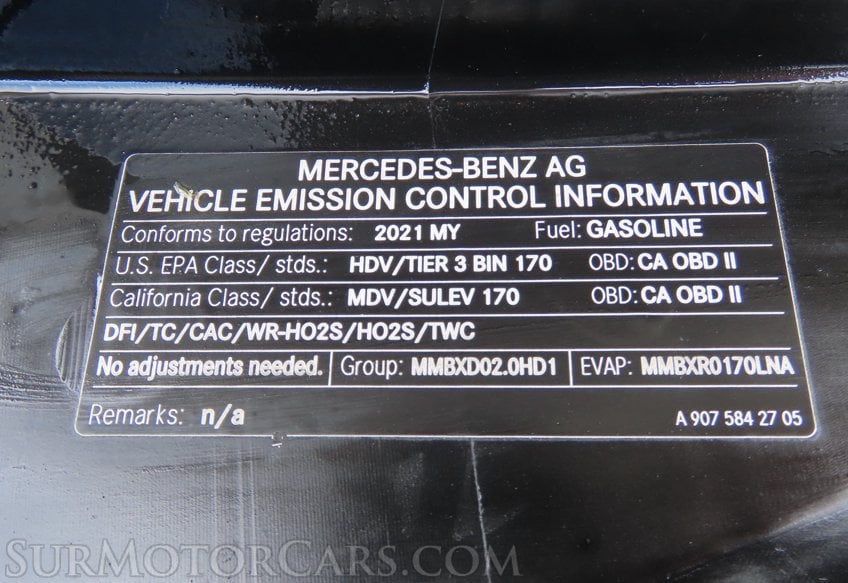 MERCEDES-BENZ AG
VEHICLE EMISSION CONTROL INFORMATION
Conforms to regulations: 2021 MY Fuel: GASOLINE
U.S. EPA Class/ stds.: HDV/TIER 3 BIN 170 OBD: CA OBD II
California Class/ stds.: MDV/SULEV 170 OBD: CA OBD II
DFI/TC/CAC/WR-HO2S/HO2S/TWC
No adjustments needed. Group: MMBXD02.0HD1 EVAP: MMBXR0170LNA
Remarks: n/a A 907 584 27 05
SurMotorCars.com